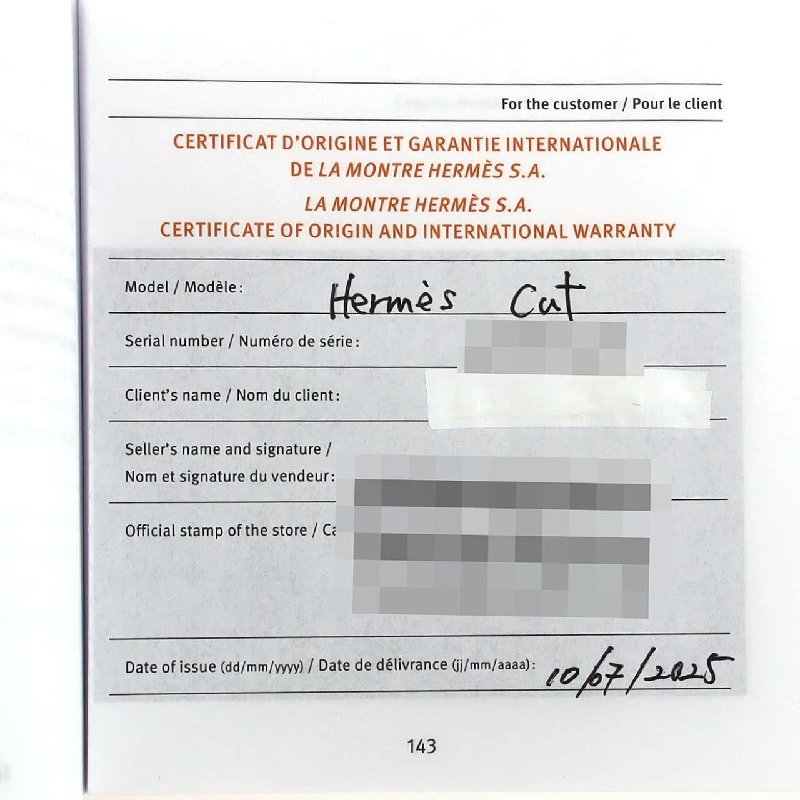 For the customer / Pour le client
CERTIFICAT D'ORIGINE ET GARANTIE INTERNATIONALE
DE LA MONTRE HERMÈS S.A.
LA MONTRE HERMÈS S.A.
CERTIFICATE OF ORIGIN AND INTERNATIONAL WARRANTY
Model / Modèle: Hermès Cut
Serial number / Numéro de série:
Client's name / Nom du client:
Seller's name and signature /
Nom et signature du vendeur:
Official stamp of the store /
Date of issue (dd/mm/yyyy) / Date de délivrance (jj/mm/aaaa): 10/07/2025
143